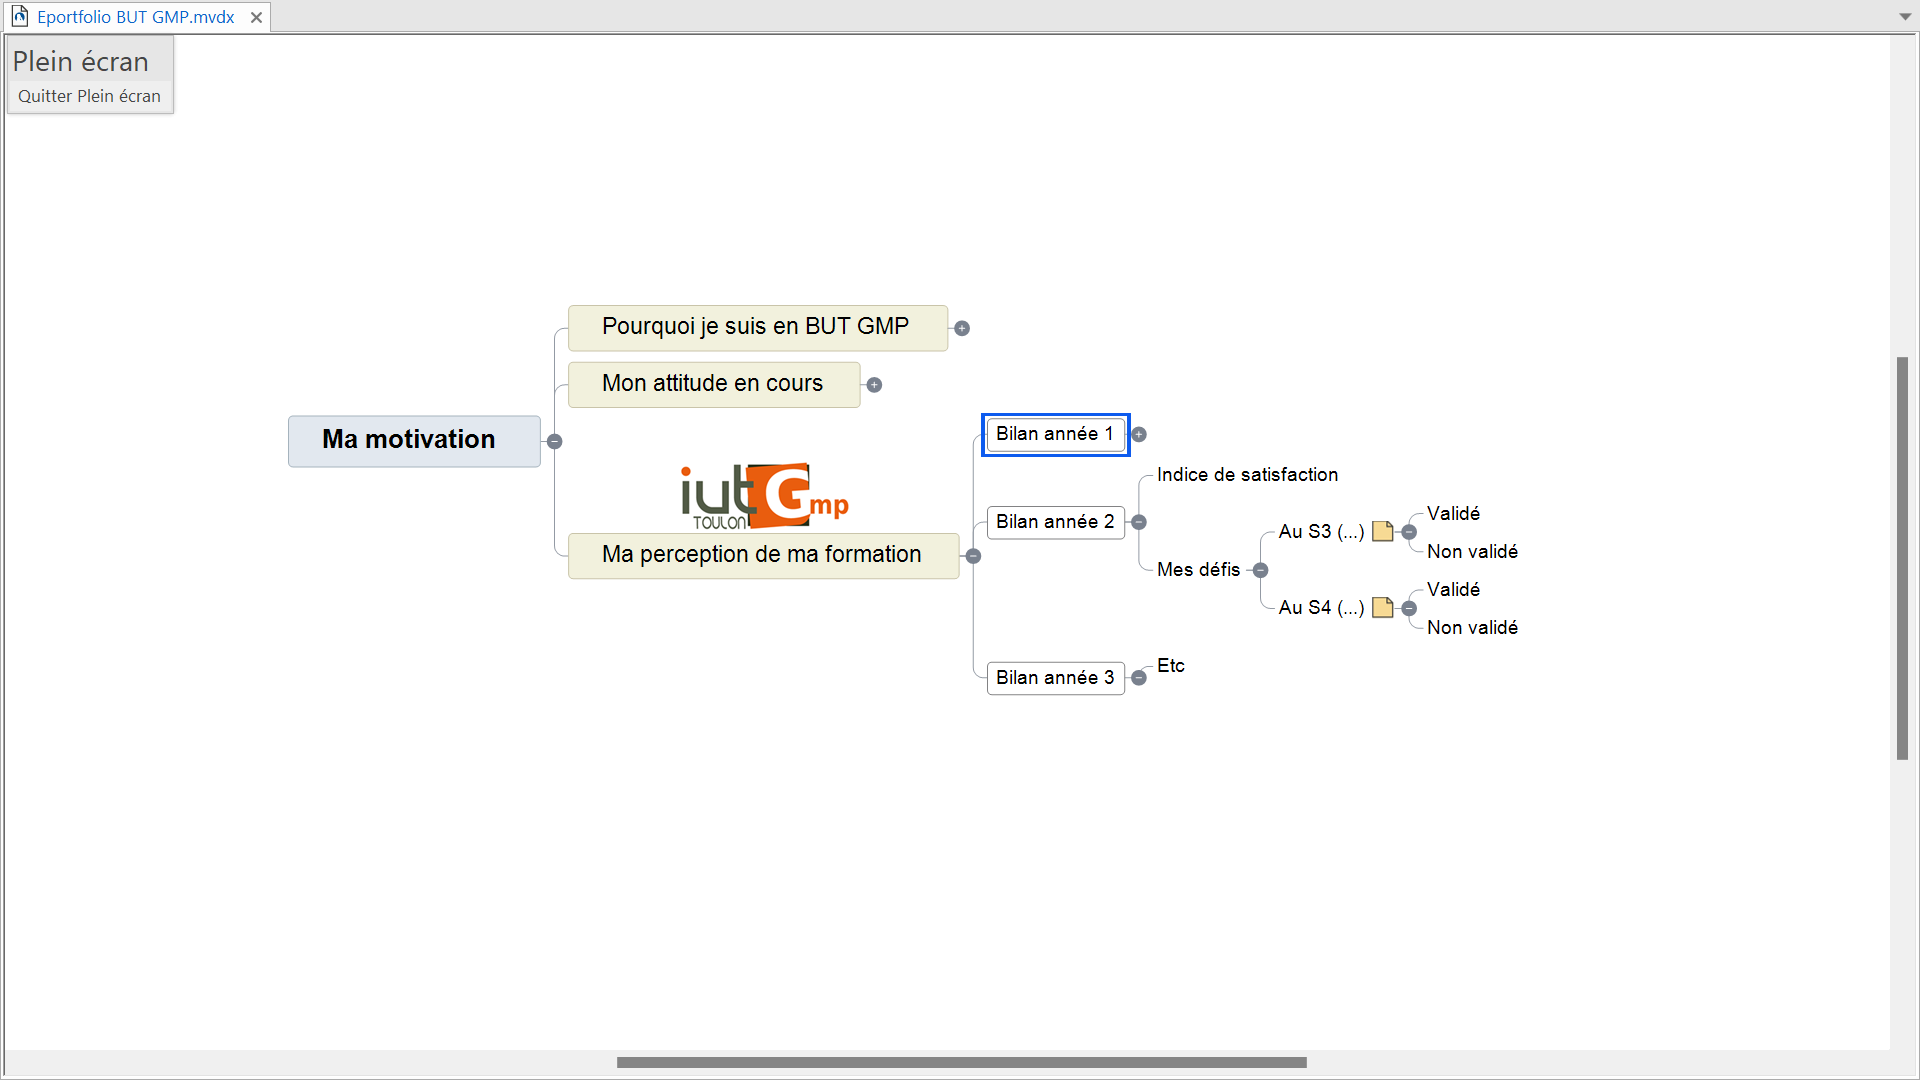 Eportfolio BUT GMP.mvdx
Plein écran
Quitter Plein écran
Pourquoi je suis en BUT GMP
Mon attitude en cours
Ma motivation
iut Gmp
TOULON
Ma perception de ma formation
Bilan année 1
Bilan année 2
Indice de satisfaction
Mes défis
Au S3 (...)
Validé
Non validé
Au S4 (...)
Validé
Non validé
Bilan année 3
Etc